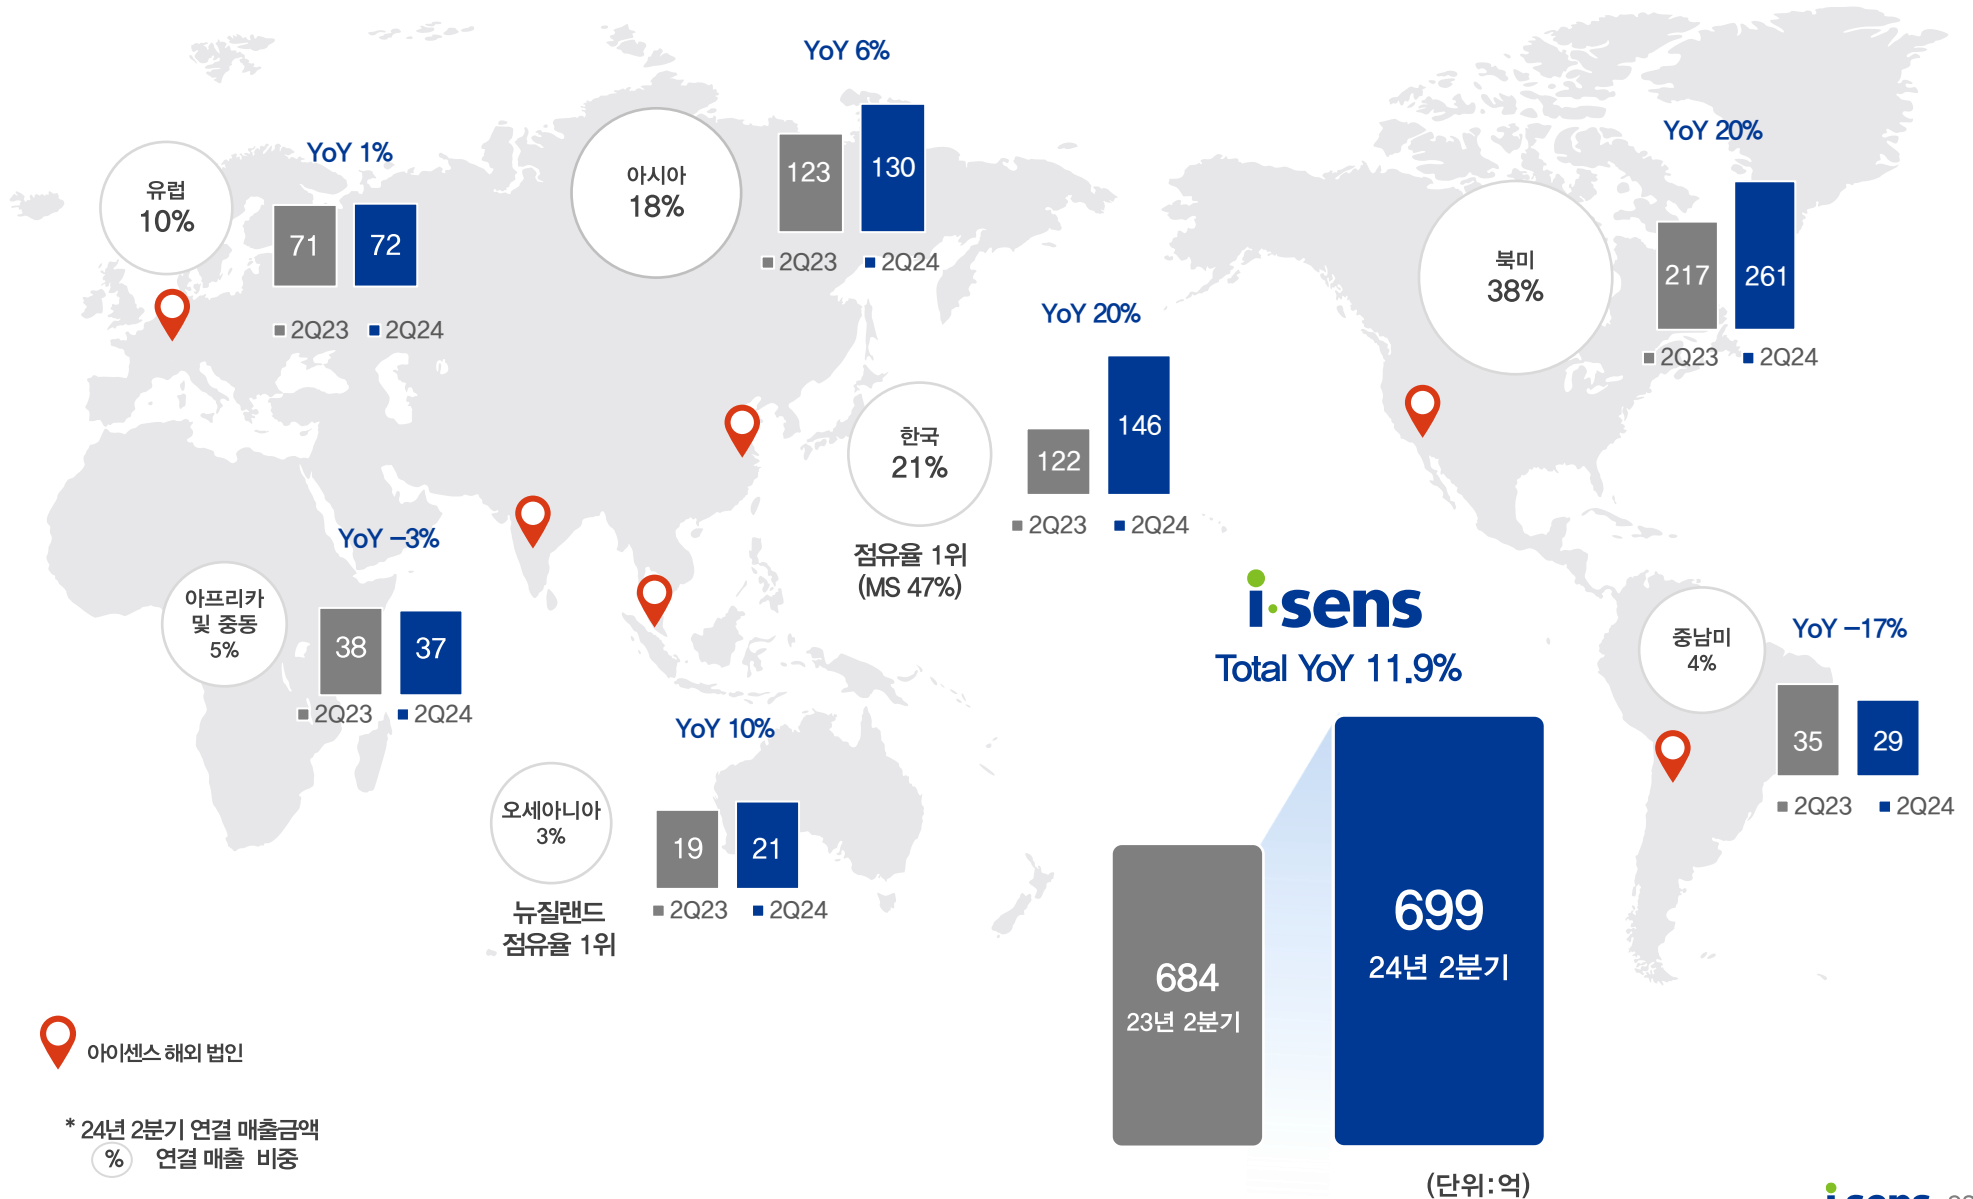 YoY 6%
아시아
18%
123
130
2Q23
2Q24
YoY 1%
유럽
10%
71
72
2Q23
2Q24
YoY 20%
북미
38%
217
261
2Q23
2Q24
YoY 20%
한국
21%
122
146
2Q23
2Q24
점유율 1위
(MS 47%)
YoY -3%
아프리카
및 중동
5%
38
37
2Q23
2Q24
YoY 10%
오세아니아
3%
19
21
2Q23
2Q24
뉴질랜드
점유율 1위
YoY -17%
중남미
4%
35
29
2Q23
2Q24
i·sens
Total YoY 11.9%
684
23년 2분기
699
24년 2분기
(단위:억)
아이센스 해외 법인
* 24년 2분기 연결 매출금액
% 연결 매출 비중
i·sens